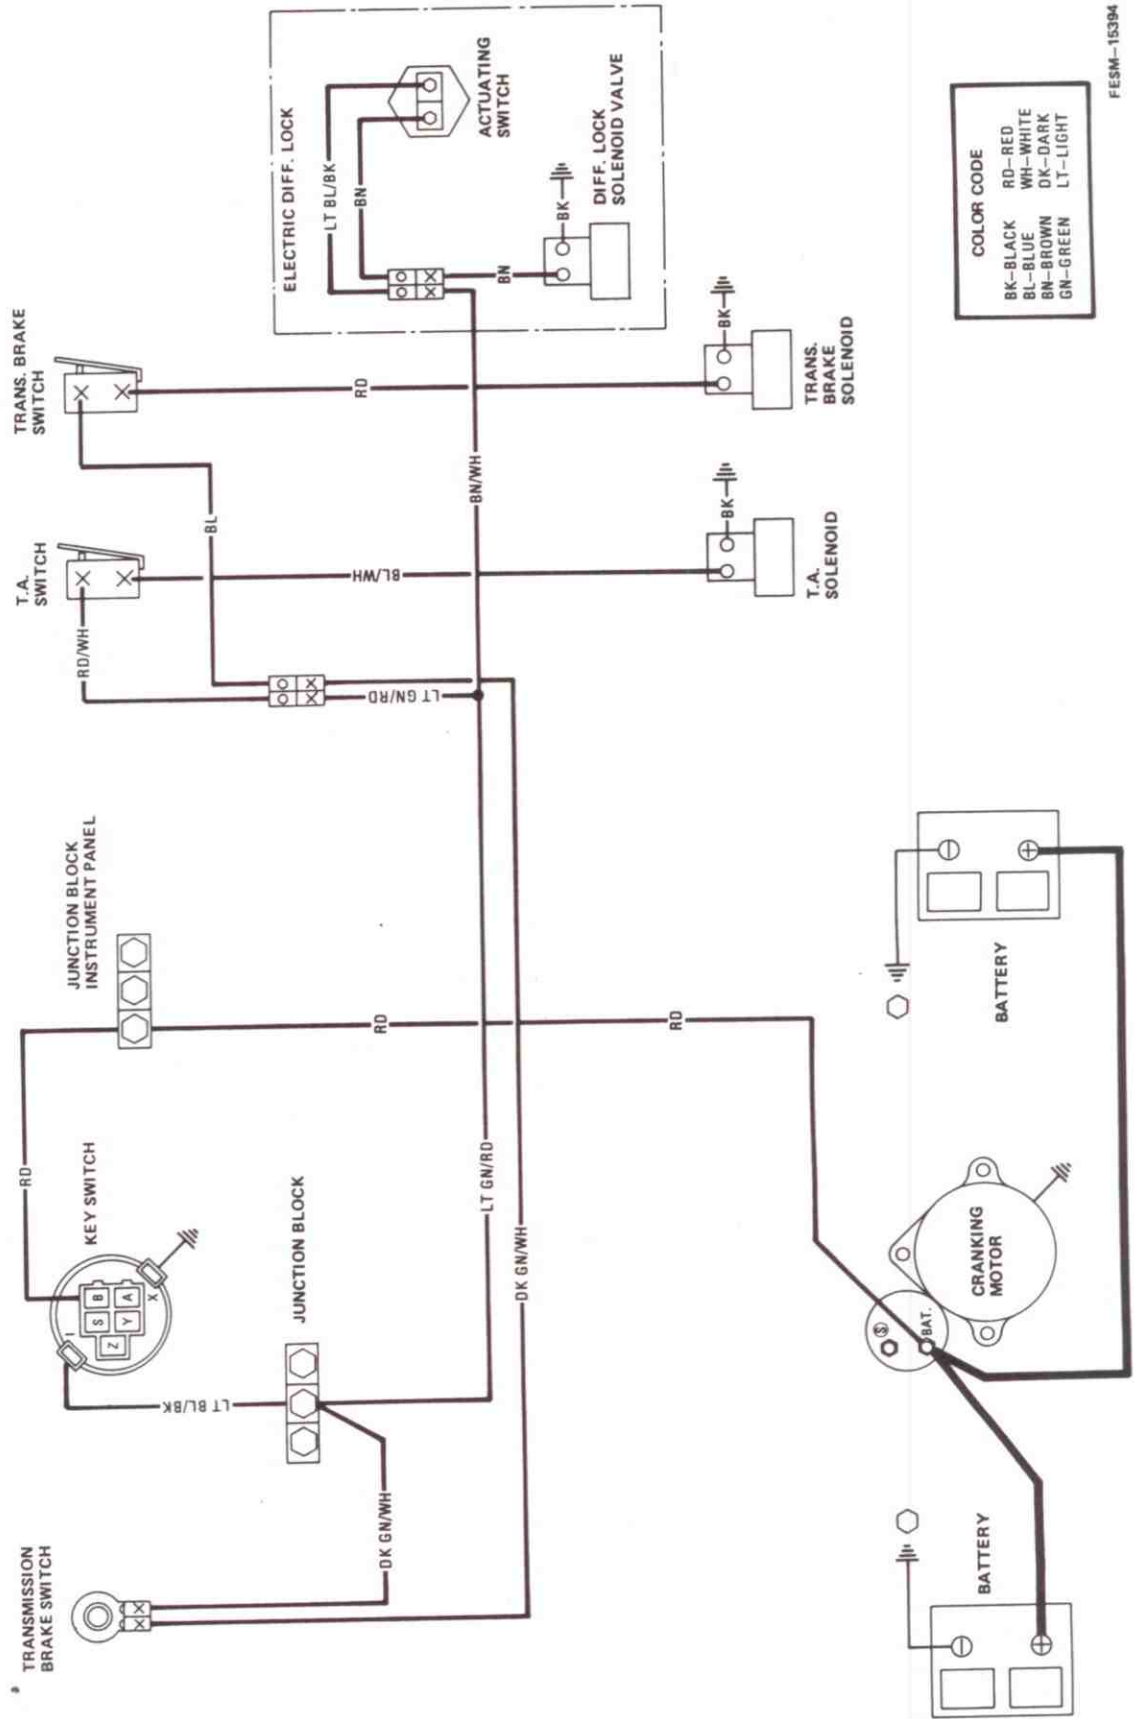 TRANSMISSION
BRAKE SWITCH
DK GN/WH
LT BL/BK
KEY SWITCH
I
S
B
Z
Y
A
X
RD
JUNCTION BLOCK
JUNCTION BLOCK
INSTRUMENT PANEL
RD
RD
LT GN/RD
DK GN/WH
T.A.
SWITCH
RD/WH
BL
LT GN/RD
BL/WH
TRANS. BRAKE
SWITCH
RD
BN/WH
ELECTRIC DIFF. LOCK
LT BL/BK
BN
ACTUATING
SWITCH
BN
BK
DIFF. LOCK
SOLENOID VALVE
BK
TRANS.
BRAKE
SOLENOID
BK
T.A.
SOLENOID
BATTERY
S
BAT.
CRANKING
MOTOR
BATTERY
COLOR CODE
BK–BLACK RD–RED
BL–BLUE WH–WHITE
BN–BROWN DK–DARK
GN–GREEN LT–LIGHT
FESM–15394